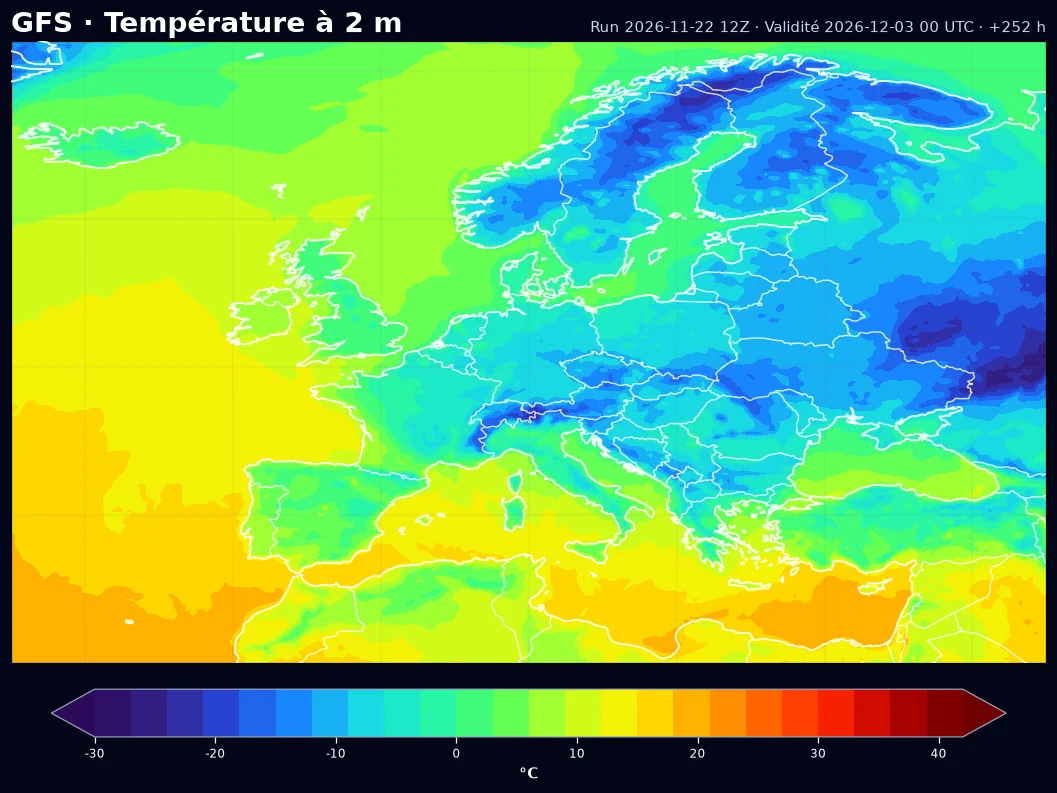 GFS · Température à 2 m
Run 2026-11-22 12Z · Validité 2026-12-03 00 UTC · +252 h
-30 -20 -10 0 10 20 30 40
°C